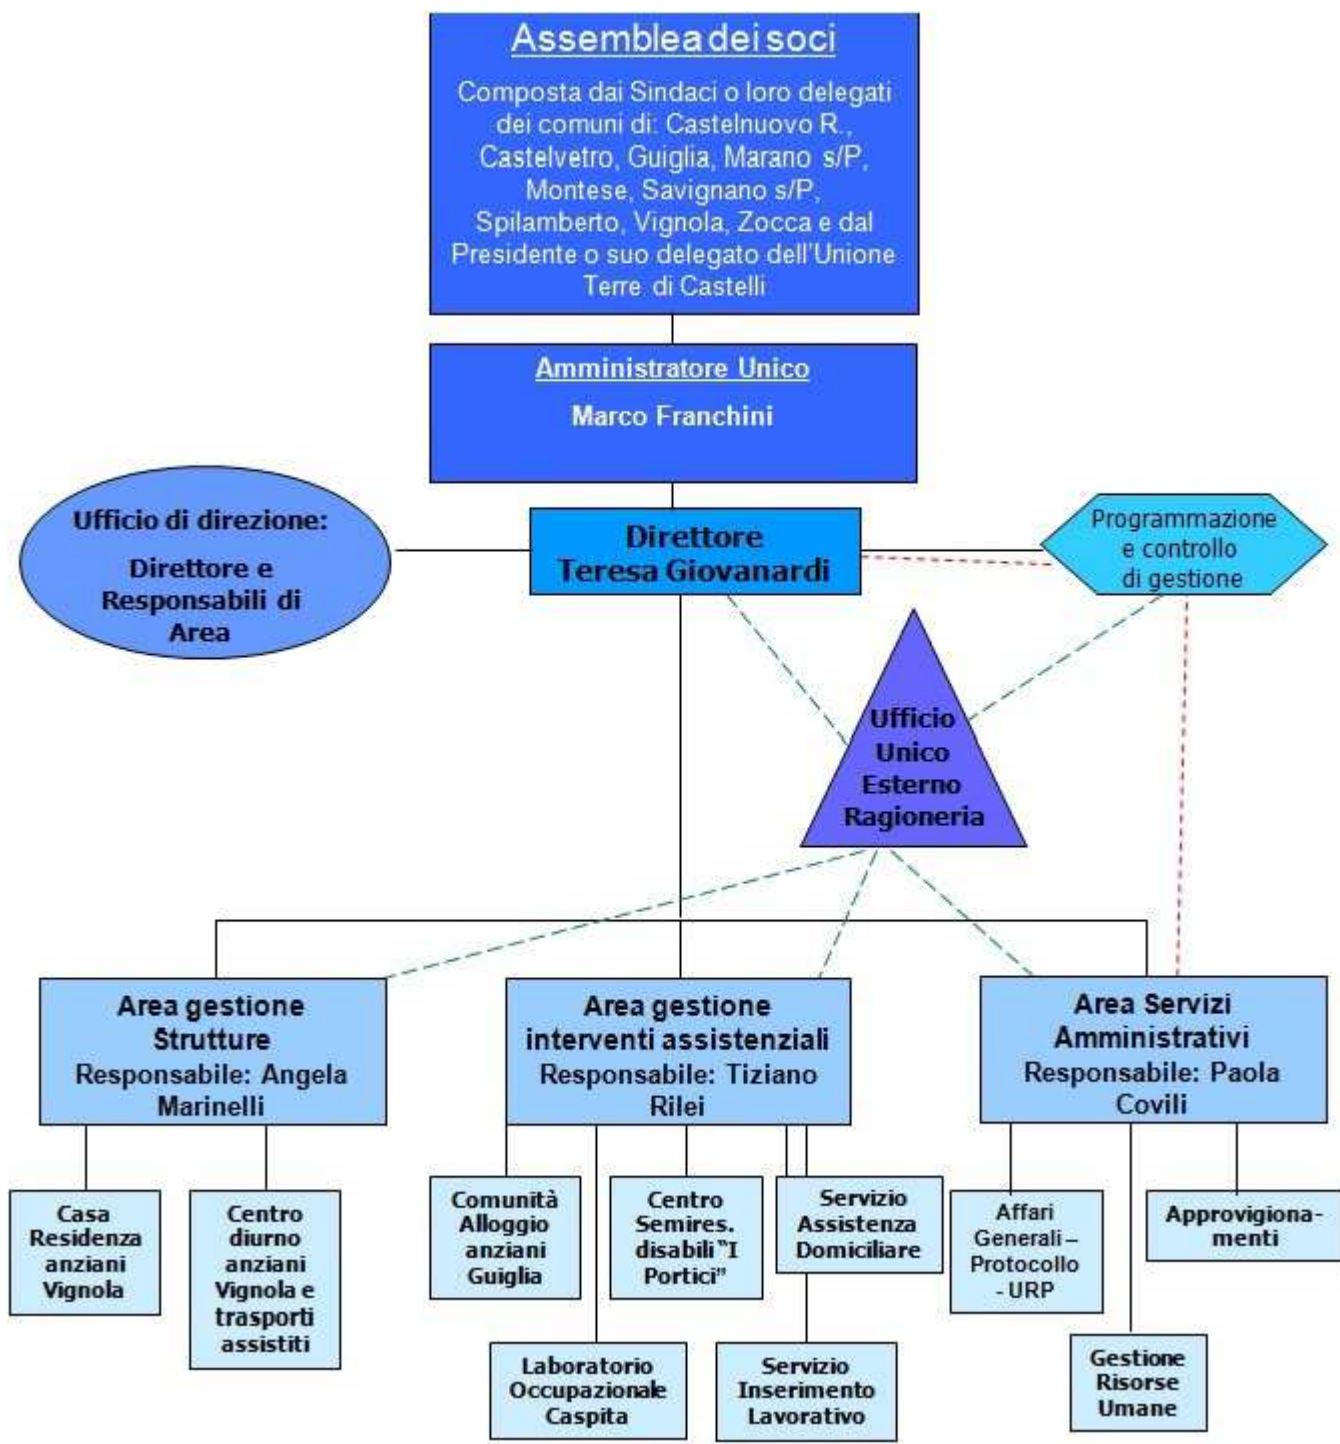 Assemblea dei soci
Composta dai Sindaci o loro delegati
dei comuni di: Castelnuovo R.,
Castelvetro, Guiglia, Marano s/P,
Montese, Savignano s/P,
Spilamberto, Vignola, Zocca e dal
Presidente o suo delegato dell'Unione
Terre di Castelli
Amministratore Unico
Marco Franchini
Ufficio di direzione:
Direttore e
Responsabili di
Area
Direttore
Teresa Giovanardi
Programmazione
e controllo
di gestione
Ufficio
Unico
Esterno
Ragioneria
Area gestione
Strutture
Responsabile: Angela
Marinelli
Area gestione
interventi assistenziali
Responsabile: Tiziano
Rilei
Area Servizi
Amministrativi
Responsabile: Paola
Covili
Casa
Residenza
anziani
Vignola
Centro
diurno
anziani
Vignola e
trasporti
assistiti
Comunità
Alloggio
anziani
Guiglia
Centro
Semires.
disabili "I
Portici"
Servizio
Assistenza
Domiciliare
Affari
Generali –
Protocollo
- URP
Approvigiona-
menti
Laboratorio
Occupazionale
Caspita
Servizio
Inserimento
Lavorativo
Gestione
Risorse
Umane